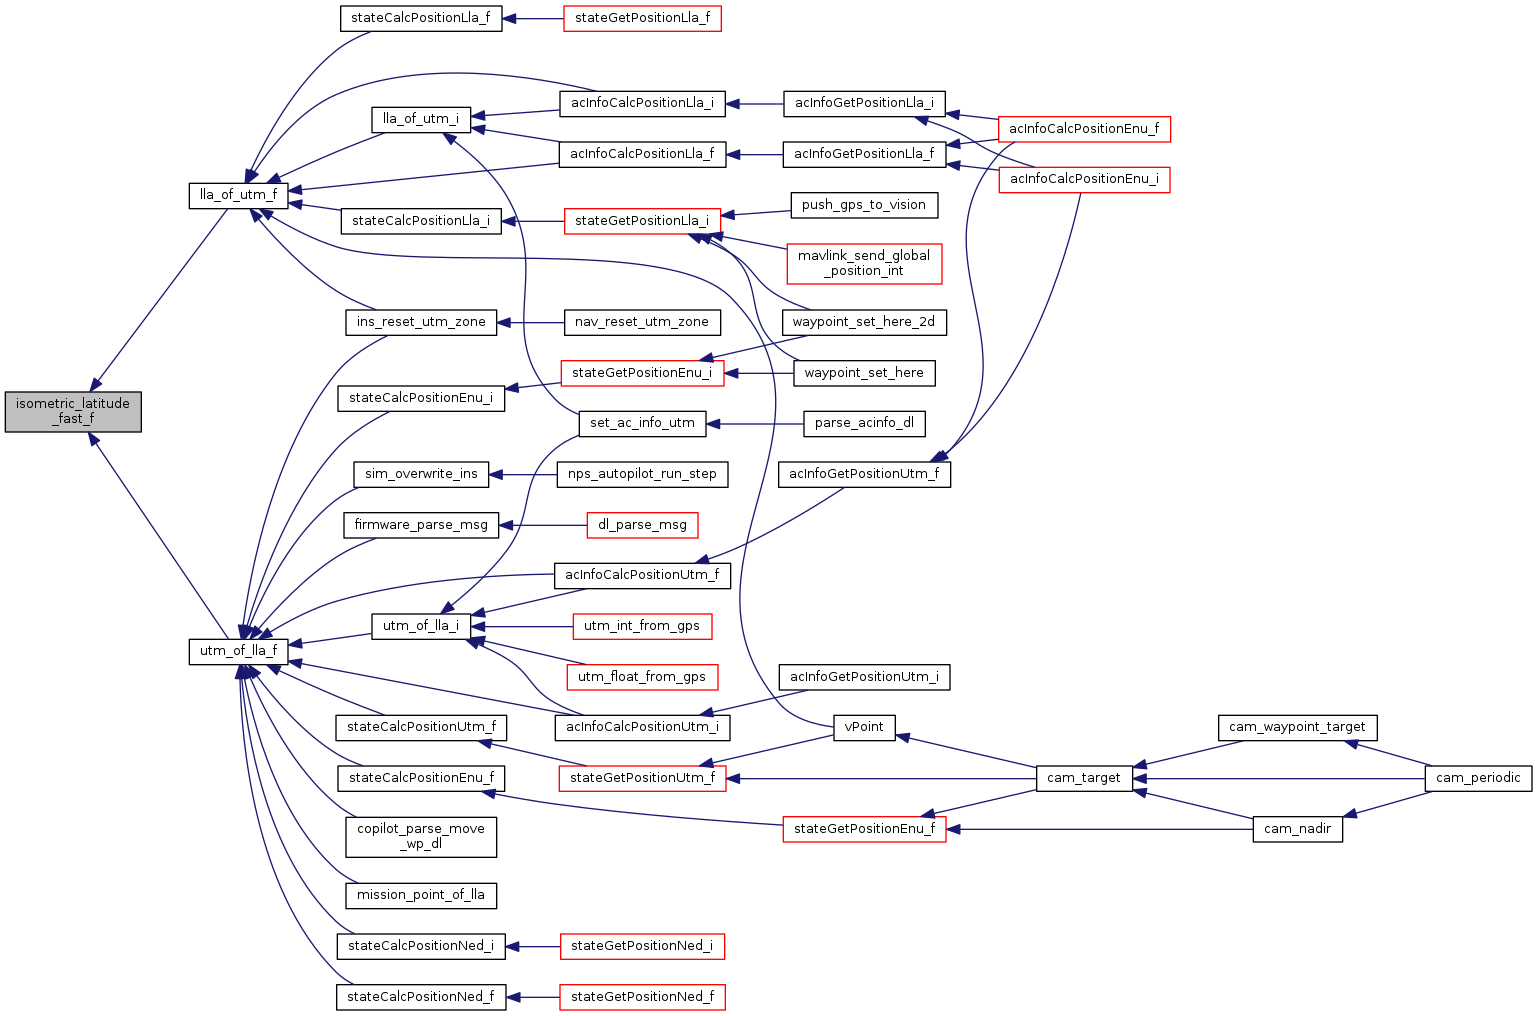 stateCalcPositionLla_f
stateGetPositionLla_f
acInfoCalcPositionLla_i
acInfoGetPositionLla_i
lla_of_utm_i
acInfoCalcPositionEnu_f
acInfoCalcPositionLla_f
acInfoGetPositionLla_f
acInfoCalcPositionEnu_i
lla_of_utm_f
stateCalcPositionLla_i
stateGetPositionLla_i
push_gps_to_vision
mavlink_send_global
_position_int
ins_reset_utm_zone
nav_reset_utm_zone
waypoint_set_here_2d
stateGetPositionEnu_i
waypoint_set_here
isometric_latitude
_fast_f
stateCalcPositionEnu_i
set_ac_info_utm
parse_acinfo_dl
sim_overwrite_ins
nps_autopilot_run_step
acInfoGetPositionUtm_f
firmware_parse_msg
dl_parse_msg
acInfoCalcPositionUtm_f
utm_of_lla_i
utm_int_from_gps
utm_of_lla_f
utm_float_from_gps
acInfoGetPositionUtm_i
stateCalcPositionUtm_f
acInfoCalcPositionUtm_i
vPoint
cam_waypoint_target
stateCalcPositionEnu_f
stateGetPositionUtm_f
cam_target
cam_periodic
copilot_parse_move
_wp_dl
stateGetPositionEnu_f
cam_nadir
mission_point_of_lla
stateCalcPositionNed_i
stateGetPositionNed_i
stateCalcPositionNed_f
stateGetPositionNed_f